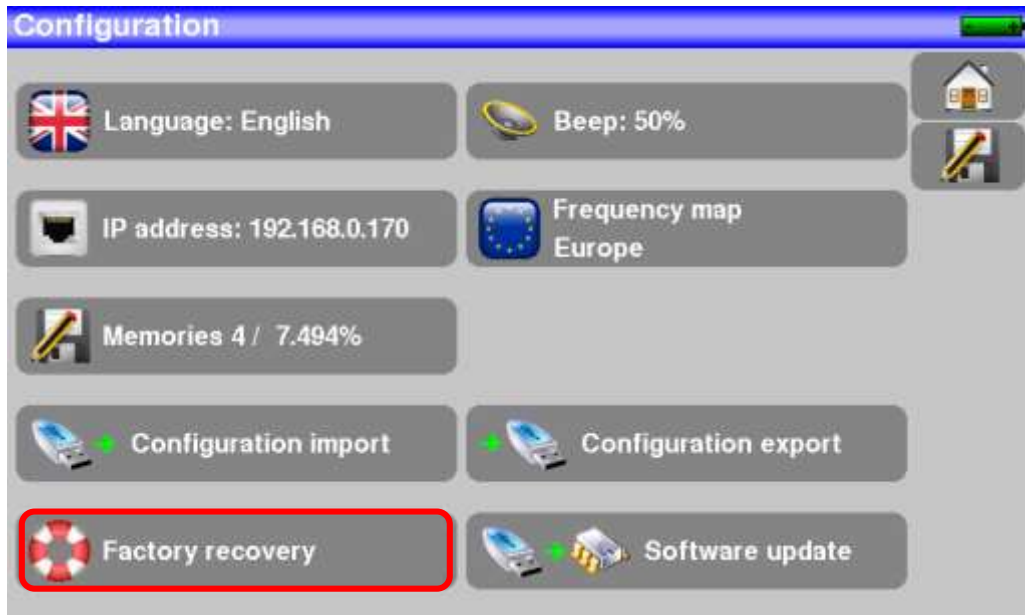 Configuration
Language: English
Beep: 50%
IP address: 192.168.0.170
Frequency map
Europe
Memories 4 / 7.494%
Configuration import
Configuration export
Factory recovery
Software update